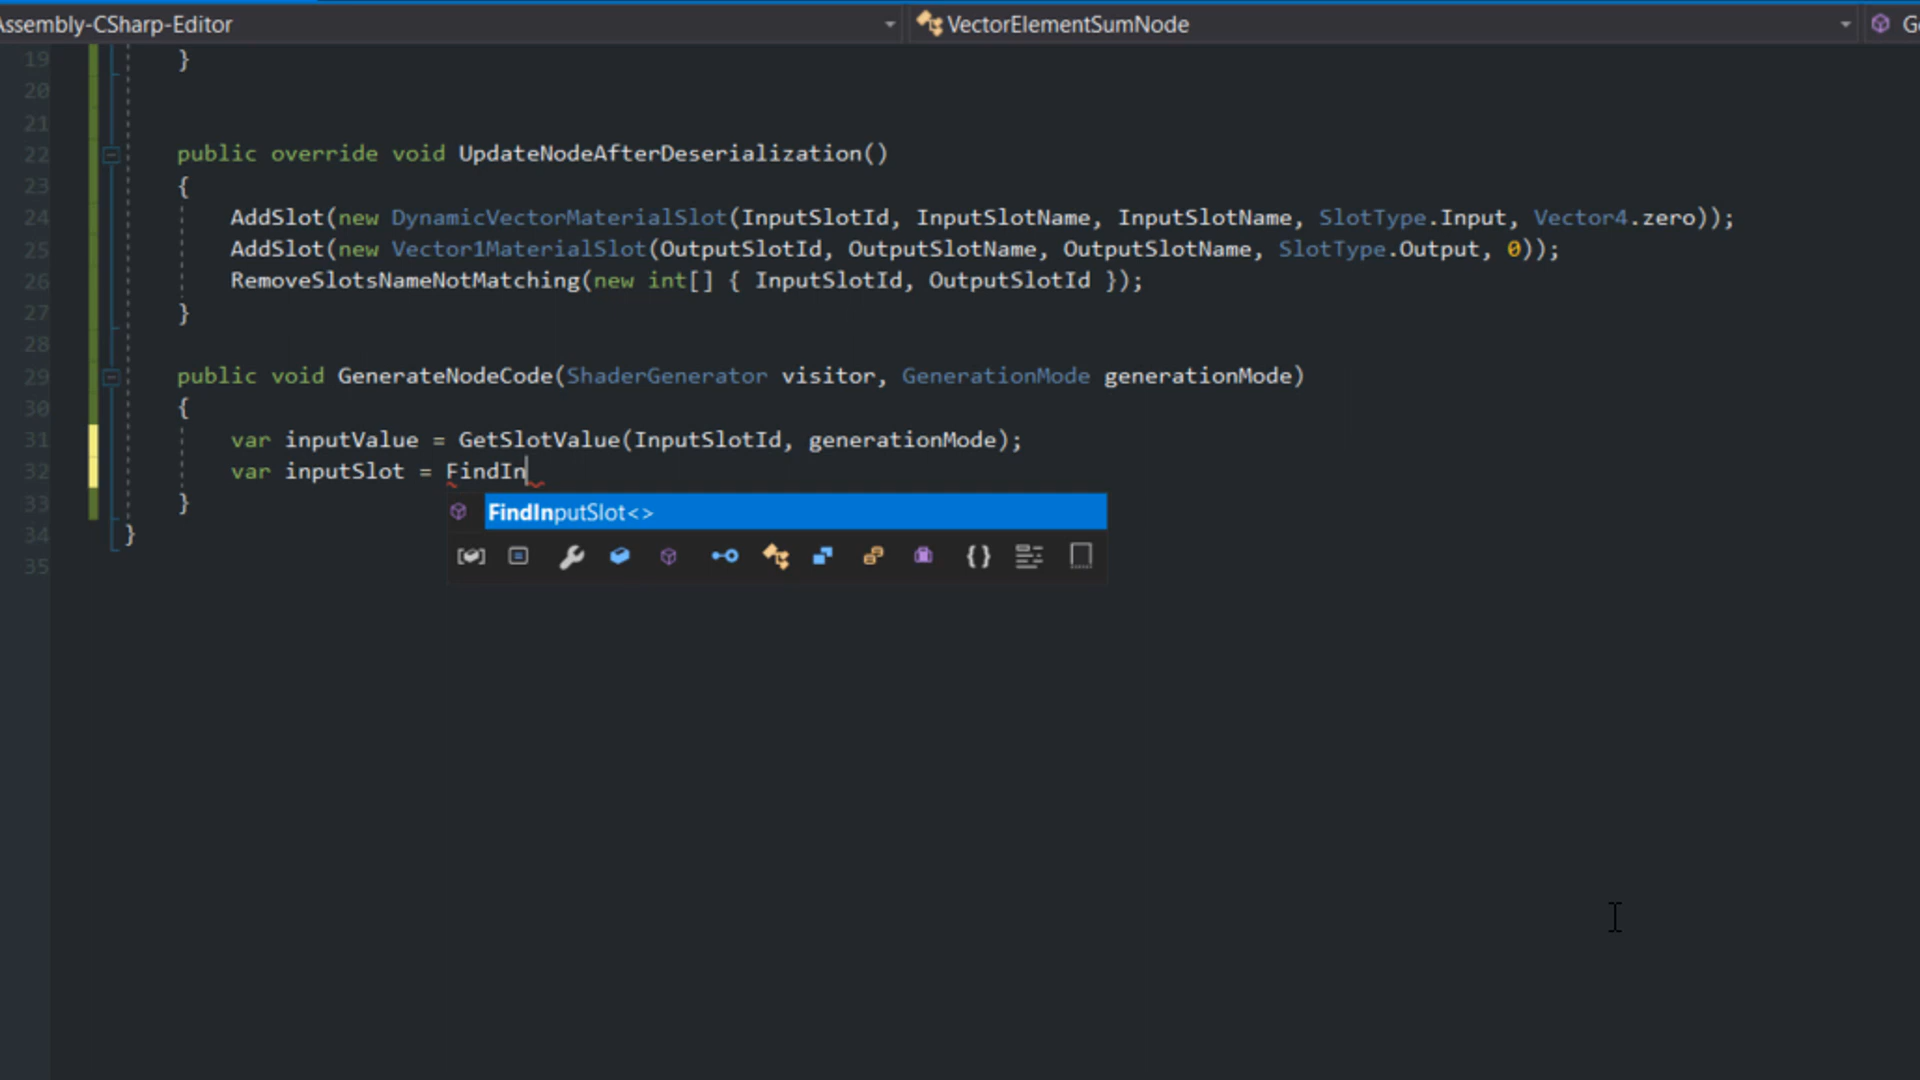 Assembly-CSharp-Editor
VectorElementSumNode
Ge
19 }
20
21
22 public override void UpdateNodeAfterDeserialization()
23 {
24 AddSlot(new DynamicVectorMaterialSlot(InputSlotId, InputSlotName, InputSlotName, SlotType.Input, Vector4.zero));
25 AddSlot(new Vector1MaterialSlot(OutputSlotId, OutputSlotName, OutputSlotName, SlotType.Output, 0));
26 RemoveSlotsNameNotMatching(new int[] { InputSlotId, OutputSlotId });
27 }
28
29 public void GenerateNodeCode(ShaderGenerator visitor, GenerationMode generationMode)
30 {
31 var inputValue = GetSlotValue(InputSlotId, generationMode);
32 var inputSlot = FindIn
33 }
FindInputSlot<>
34 }
35